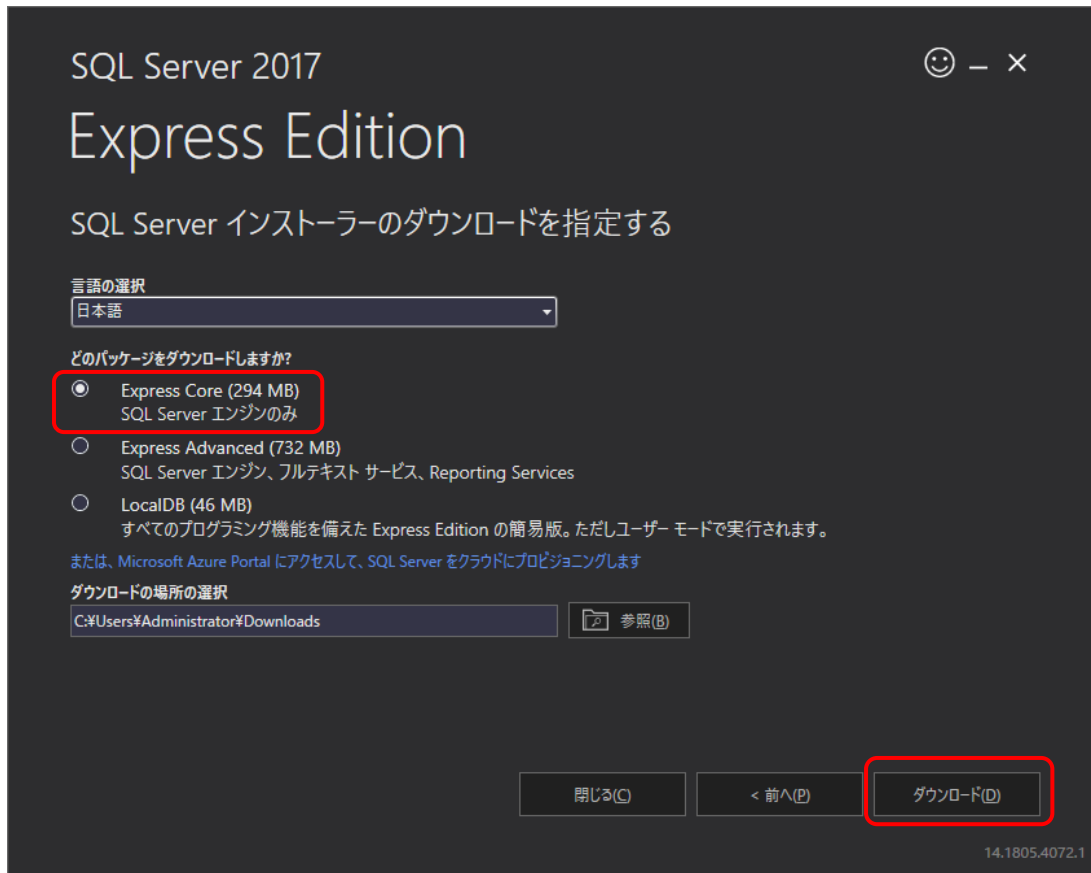 SQL Server 2017
Express Edition
SQL Server インストーラーのダウンロードを指定する
言語の選択
日本語
どのパッケージをダウンロードしますか?
Express Core (294 MB)
SQL Server エンジンのみ
Express Advanced (732 MB)
SQL Server エンジン、フルテキスト サービス、Reporting Services
LocalDB (46 MB)
すべてのプログラミング機能を備えた Express Edition の簡易版。ただしユーザー モードで実行されます。
または、Microsoft Azure Portal にアクセスして、SQL Server をクラウドにプロビジョニングします
ダウンロードの場所の選択
C:¥Users¥Administrator¥Downloads
参照(B)
閉じる(C)
< 前へ(P)
ダウンロード(D)
14.1805.4072.1